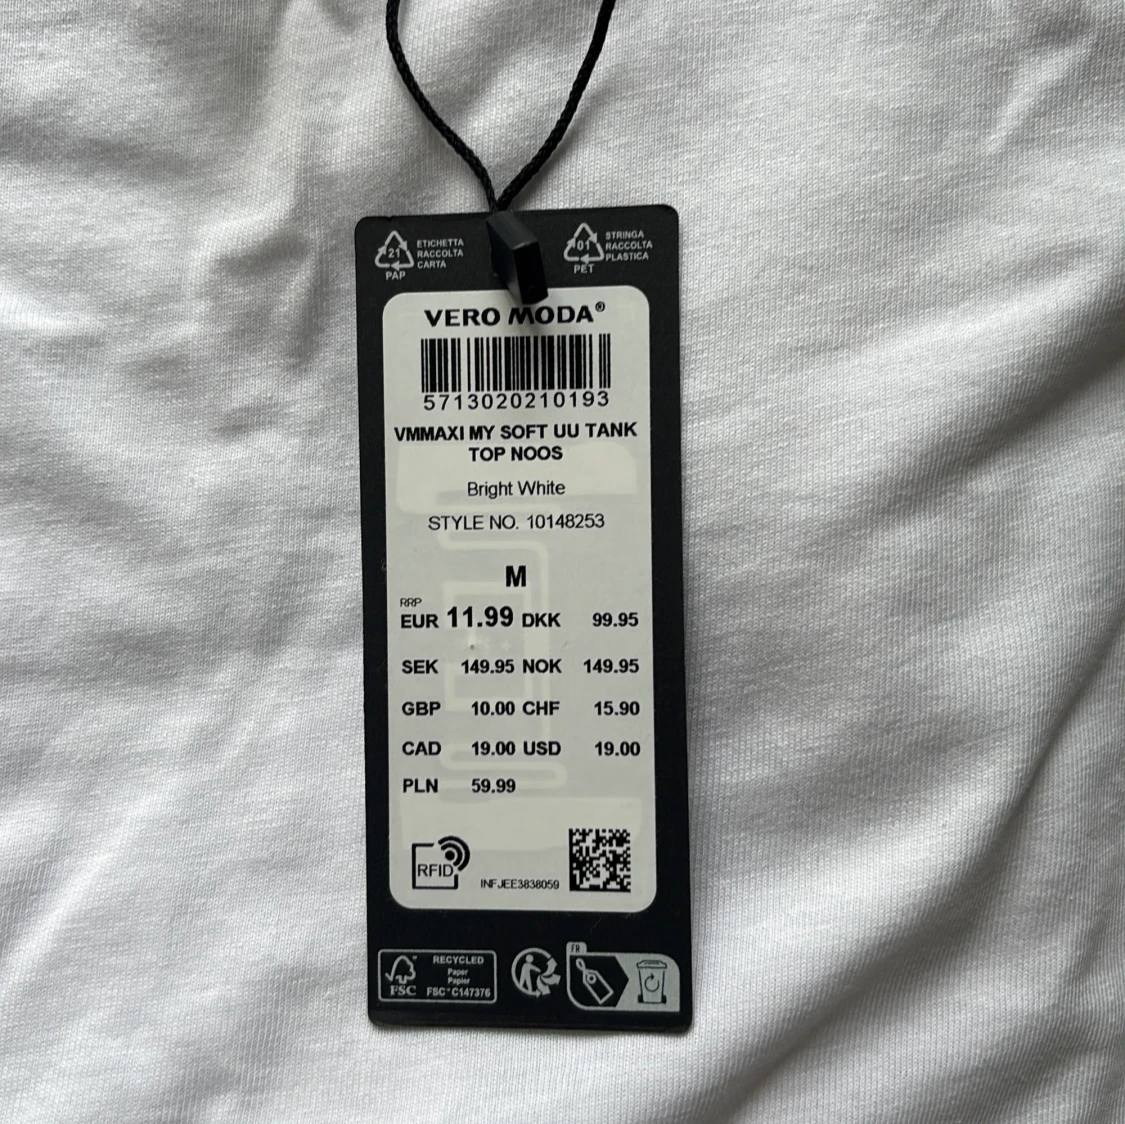 21
PAP
ETICHETTA
RACCOLTA
CARTA
01
PET
STRINGA
RACCOLTA
PLASTICA
VERO MODA®
5713020210193
VMMAXI MY SOFT UU TANK
TOP NOOS
Bright White
STYLE NO. 10148253
M
RRP
EUR 11.99 DKK 99.95
SEK 149.95 NOK 149.95
GBP 10.00 CHF 15.90
CAD 19.00 USD 19.00
PLN 59.99
RFID
INFJEE3838059
FSC
RECYCLED
Paper
Papier
FSC™ C147376
FR